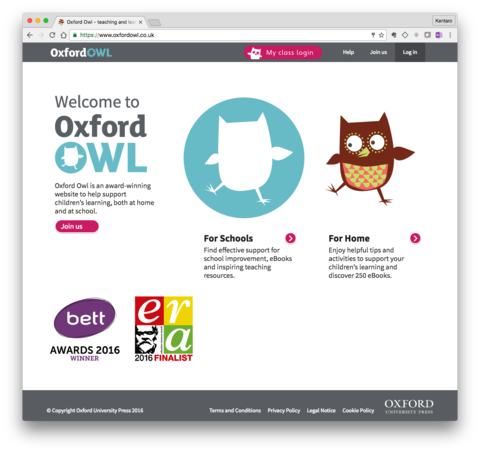 Oxford Owl - teaching and lea
Kentaro
https://www.oxfordowl.co.uk
OxfordOWL
My class login
Help
Join us
Log in
Welcome to
Oxford
OWL
Oxford Owl is an award-winning
website to help support
children's learning, both at home
and at school.
Join us
For Schools
Find effective support for
school improvement, eBooks
and inspiring teaching
resources.
For Home
Enjoy helpful tips and
activities to support your
children's learning and
discover 250 eBooks.
bett
AWARDS 2016
WINNER
era
2016 FINALIST
© Copyright Oxford University Press 2016
Terms and Conditions
Privacy Policy
Legal Notice
Cookie Policy
OXFORD
UNIVERSITY PRESS